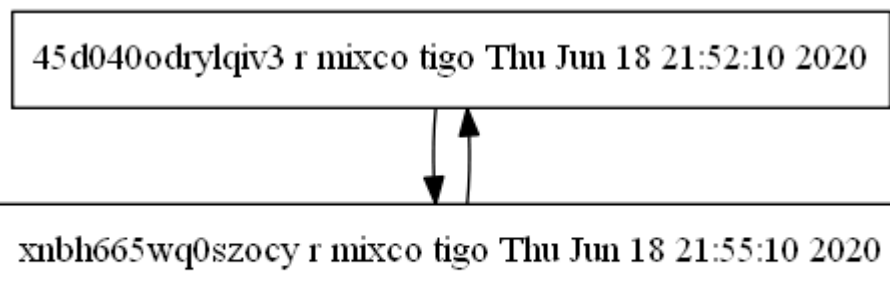 45d040odrylqiv3 r mixco tigo Thu Jun 18 21:52:10 2020
xnbh665wq0szocy r mixco tigo Thu Jun 18 21:55:10 2020